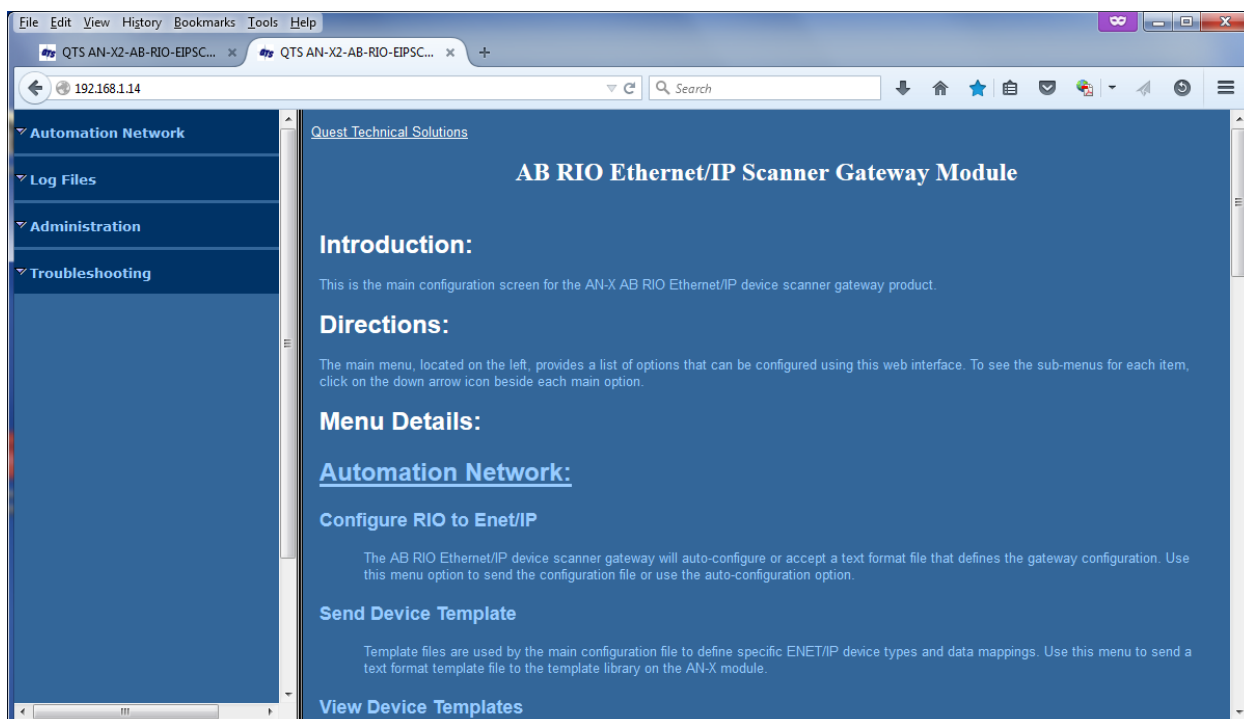 File Edit View History Bookmarks Tools Help
QTS AN-X2-AB-RIO-EIPSC...
QTS AN-X2-AB-RIO-EIPSC...
192.168.1.14
Search
Automation Network
Log Files
Administration
Troubleshooting
Quest Technical Solutions
AB RIO Ethernet/IP Scanner Gateway Module
Introduction:
This is the main configuration screen for the AN-X AB RIO Ethernet/IP device scanner gateway product.
Directions:
The main menu, located on the left, provides a list of options that can be configured using this web interface. To see the sub-menus for each item,
click on the down arrow icon beside each main option.
Menu Details:
Automation Network:
Configure RIO to Enet/IP
The AB RIO Ethernet/IP device scanner gateway will auto-configure or accept a text format file that defines the gateway configuration. Use
this menu option to send the configuration file or use the auto-configuration option.
Send Device Template
Template files are used by the main configuration file to define specific ENET/IP device types and data mappings. Use this menu to send a
text format template file to the template library on the AN-X module.
View Device Templates